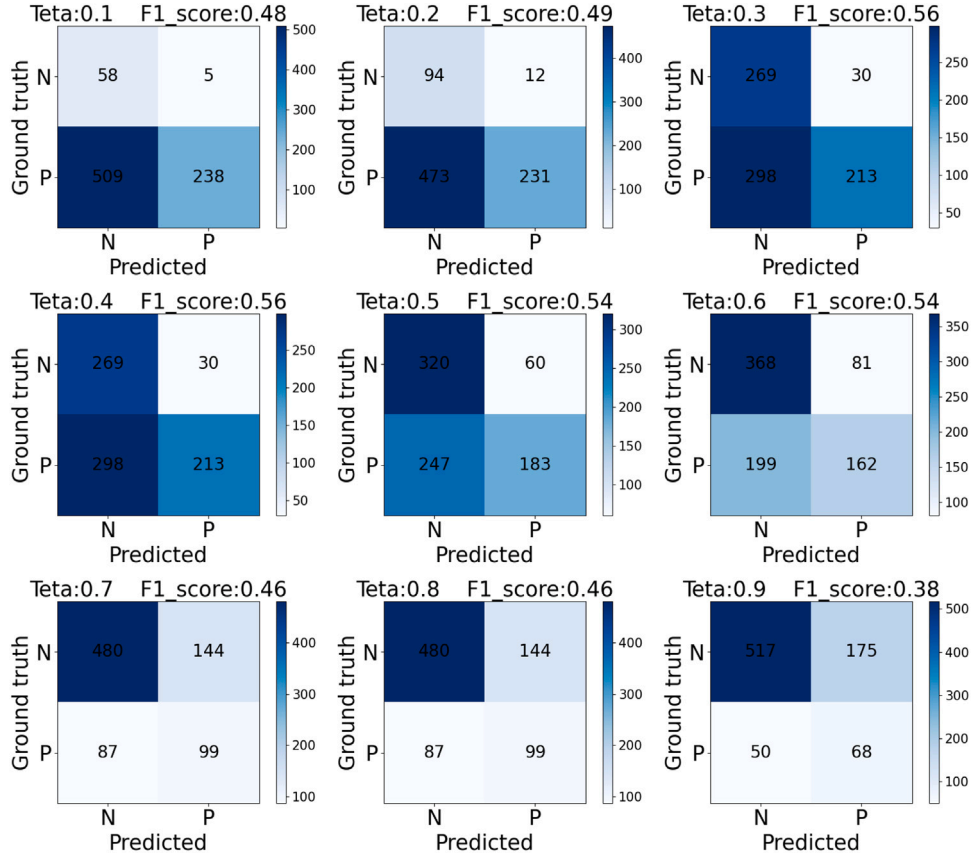 Teta:0.1 F1_score:0.48
500
400
300
200
100
N 58 5
P 509 238
N P
Ground truth
Predicted
Teta:0.2 F1_score:0.49
400
300
200
100
N 94 12
P 473 231
N P
Ground truth
Predicted
Teta:0.3 F1_score:0.56
250
200
150
100
50
N 269 30
P 298 213
N P
Ground truth
Predicted
Teta:0.4 F1_score:0.56
250
200
150
100
50
N 269 30
P 298 213
N P
Ground truth
Predicted
Teta:0.5 F1_score:0.54
300
250
200
150
100
N 320 60
P 247 183
N P
Ground truth
Predicted
Teta:0.6 F1_score:0.54
350
300
250
200
150
100
N 368 81
P 199 162
N P
Ground truth
Predicted
Teta:0.7 F1_score:0.46
400
300
200
100
N 480 144
P 87 99
N P
Ground truth
Predicted
Teta:0.8 F1_score:0.46
400
300
200
100
N 480 144
P 87 99
N P
Ground truth
Predicted
Teta:0.9 F1_score:0.38
500
400
300
200
100
N 517 175
P 50 68
N P
Ground truth
Predicted